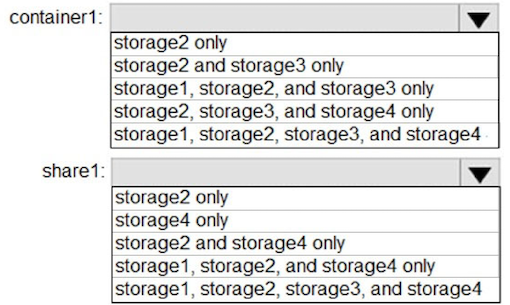 container1:
storage2 only
storage2 and storage3 only
storage1, storage2, and storage3 only
storage2, storage3, and storage4 only
storage1, storage2, storage3, and storage4
share1:
storage2 only
storage4 only
storage2 and storage4 only
storage1, storage2, and storage4 only
storage1, storage2, storage3, and storage4